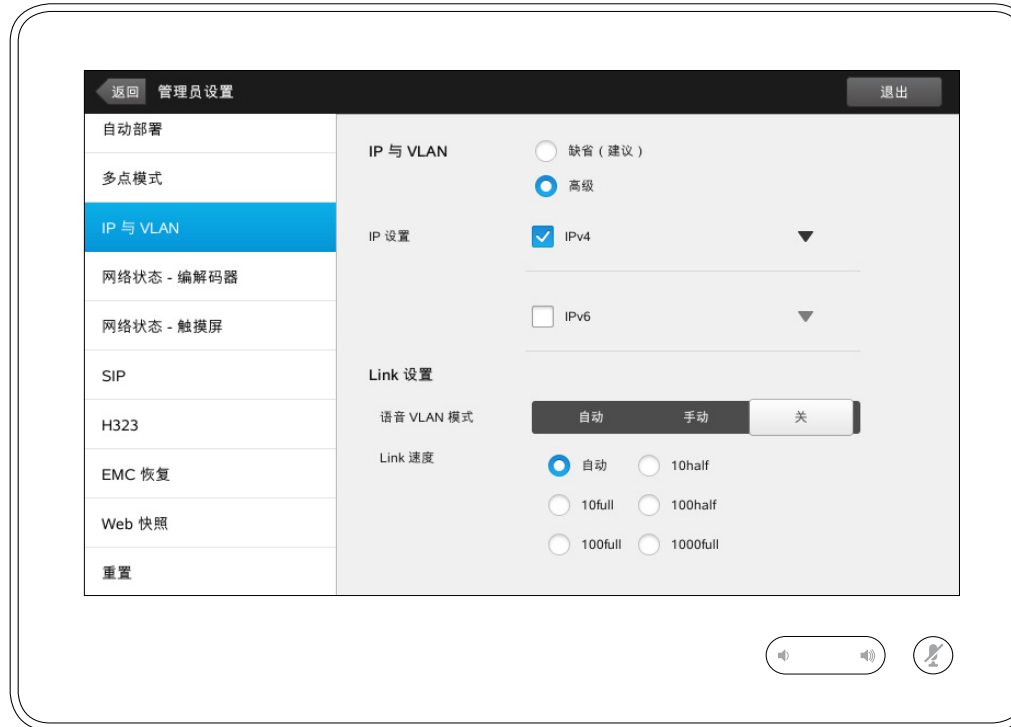 返回 管理员设置 退出
自动部署
多点模式
IP 与 VLAN
网络状态 - 编解码器
网络状态 - 触摸屏
SIP
H323
EMC 恢复
Web 快照
重置
IP 与 VLAN 缺省（建议）
高级
IP 设置 IPv4
IPv6
Link 设置
语音 VLAN 模式 自动 手动 关
Link 速度 自动 10half
10full 100half
100full 1000full